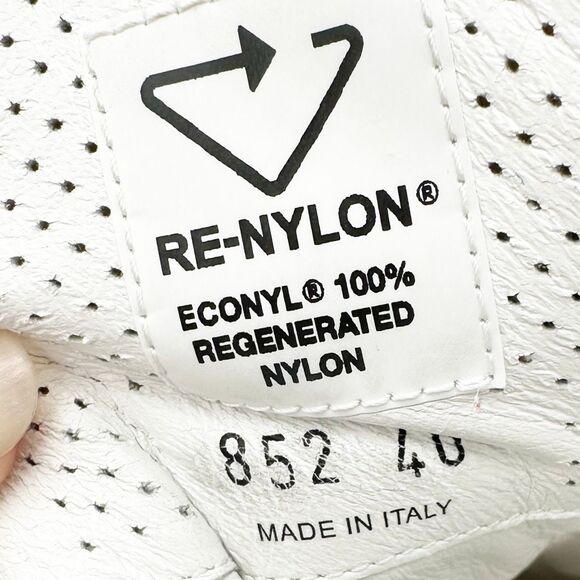 RE-NYLON®
ECONYL® 100%
REGENERATED
NYLON
852 40
MADE IN ITALY